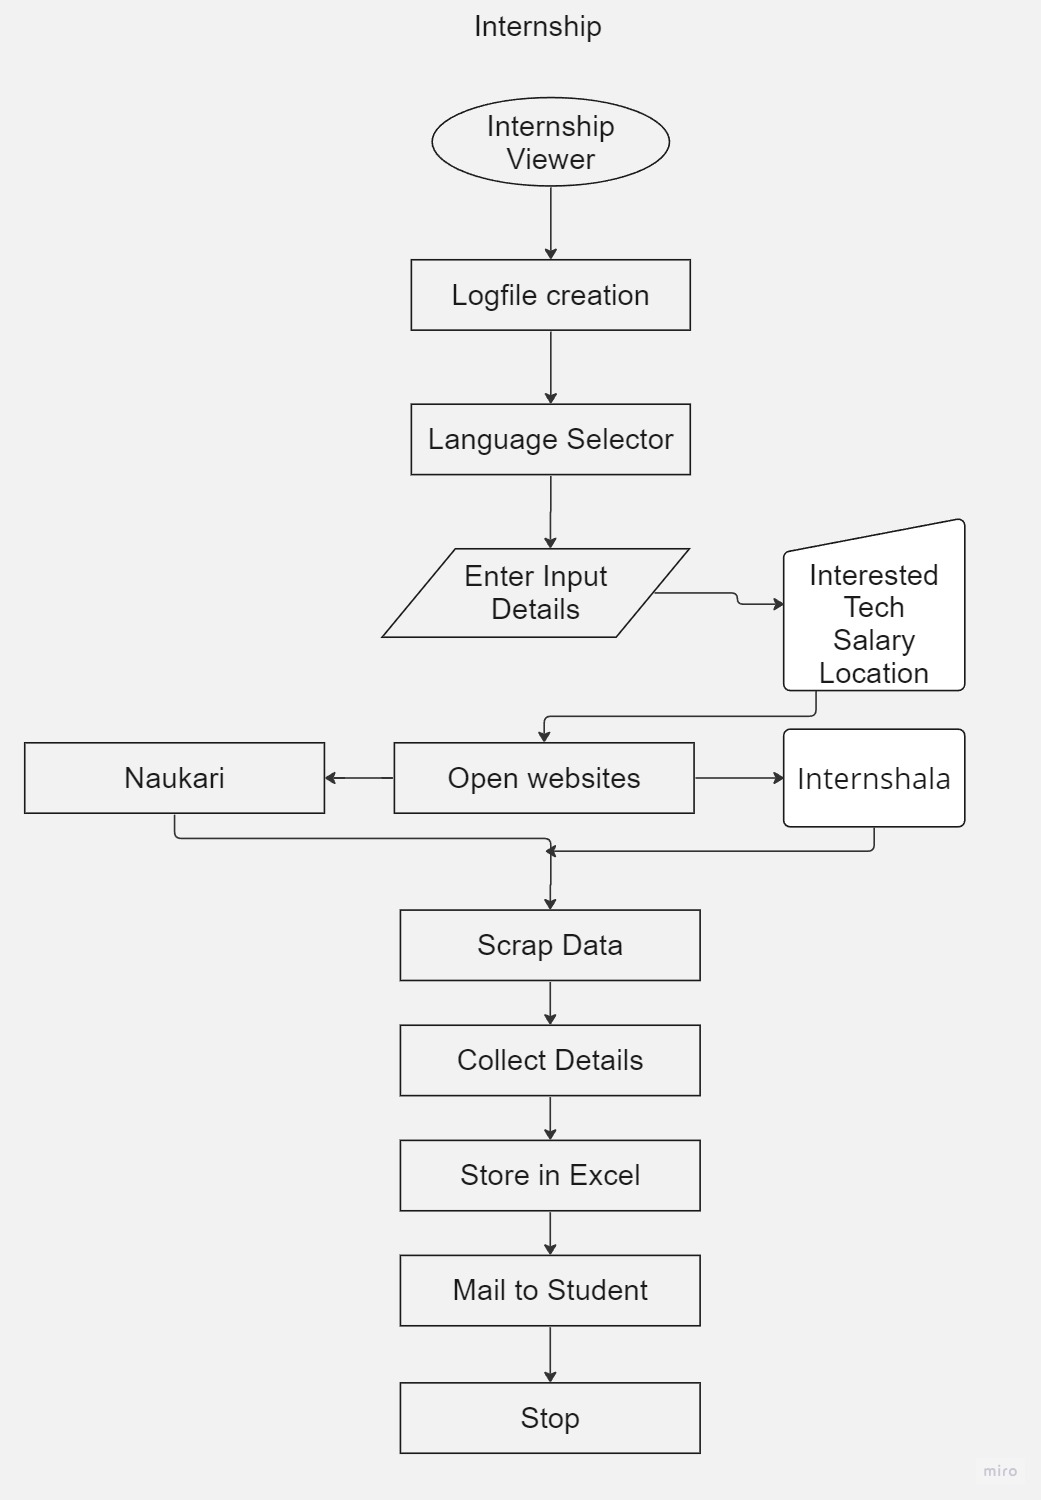 Internship
Internship
Viewer
Logfile creation
Language Selector
Enter Input
Details
Interested
Tech
Salary
Location
Naukari
Open websites
Internshala
Scrap Data
Collect Details
Store in Excel
Mail to Student
Stop
miro